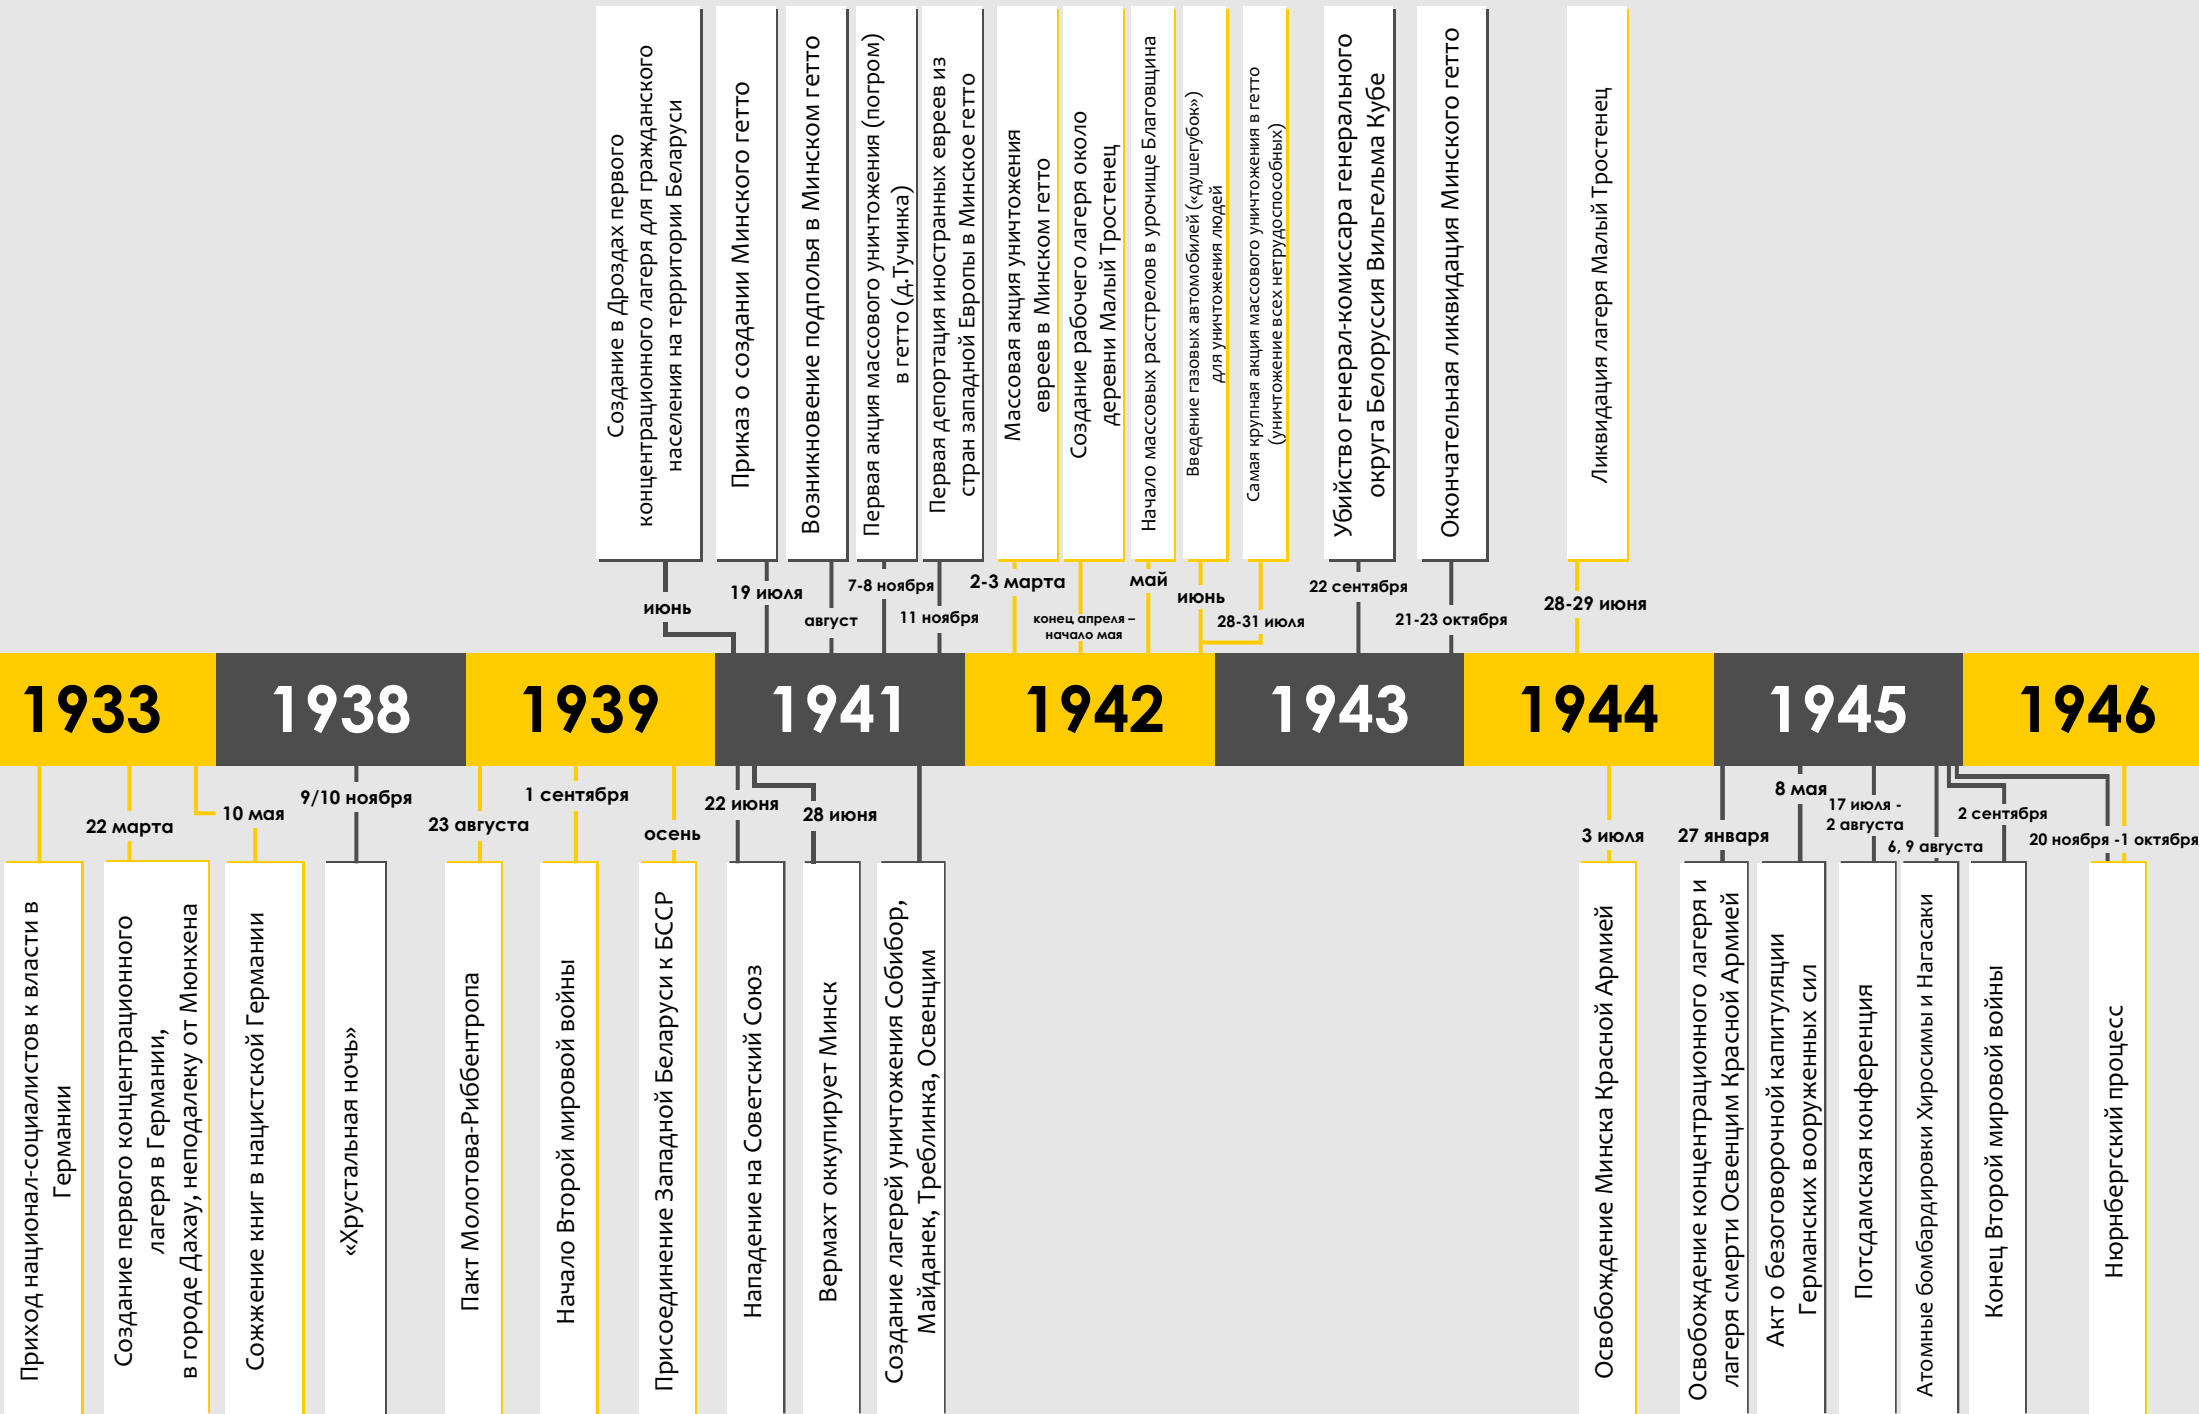 Создание в Дроздах первого
концентрационного лагеря для гражданского
населения на территории Беларуси
Приказ о создании Минского гетто
Возникновение подполья в Минском гетто
Первая акция массового уничтожения (погром)
в гетто (д.Тучинка)
Первая депортация иностранных евреев из
стран западной Европы в Минское гетто
Массовая акция уничтожения
евреев в Минском гетто
Создание рабочего лагеря около
деревни Малый Тростенец
Начало массовых расстрелов в урочище Благовщина
Введение газовых автомобилей («душегубок»)
для уничтожения людей
Самая крупная акция массового уничтожения в гетто
(уничтожение всех нетрудоспособных)
Убийство генерал-комиссара генерального
округа Белоруссия Вильгельма Кубе
Окончательная ликвидация Минского гетто
Ликвидация лагеря Малый Тростенец
июнь
19 июля
август
7-8 ноября
11 ноября
2-3 марта
конец апреля –
начало мая
май
июнь
28-31 июля
22 сентября
21-23 октября
28-29 июня
1933
1938
1939
1941
1942
1943
1944
1945
1946
22 марта
10 мая
9/10 ноября
23 августа
1 сентября
осень
22 июня
28 июня
3 июля
27 января
8 мая
17 июля -
2 августа
6, 9 августа
2 сентября
20 ноября -1 октября
Приход национал-социалистов к власти в
Германии
Создание первого концентрационного
лагеря в Германии,
в городе Дахау, неподалеку от Мюнхена
Сожжение книг в нацистской Германии
«Хрустальная ночь»
Пакт Молотова-Риббентропа
Начало Второй мировой войны
Присоединение Западной Беларуси к БССР
Нападение на Советский Союз
Вермахт оккупирует Минск
Создание лагерей уничтожения Собибор,
Майданек, Треблинка, Освенцим
Освобождение Минска Красной Армией
Освобождение концентрационного лагеря и
лагеря смерти Освенцим Красной Армией
Акт о безоговорочной капитуляции
Германских вооруженных сил
Потсдамская конференция
Атомные бомбардировки Хиросимы и Нагасаки
Конец Второй мировой войны
Нюрнбергский процесс